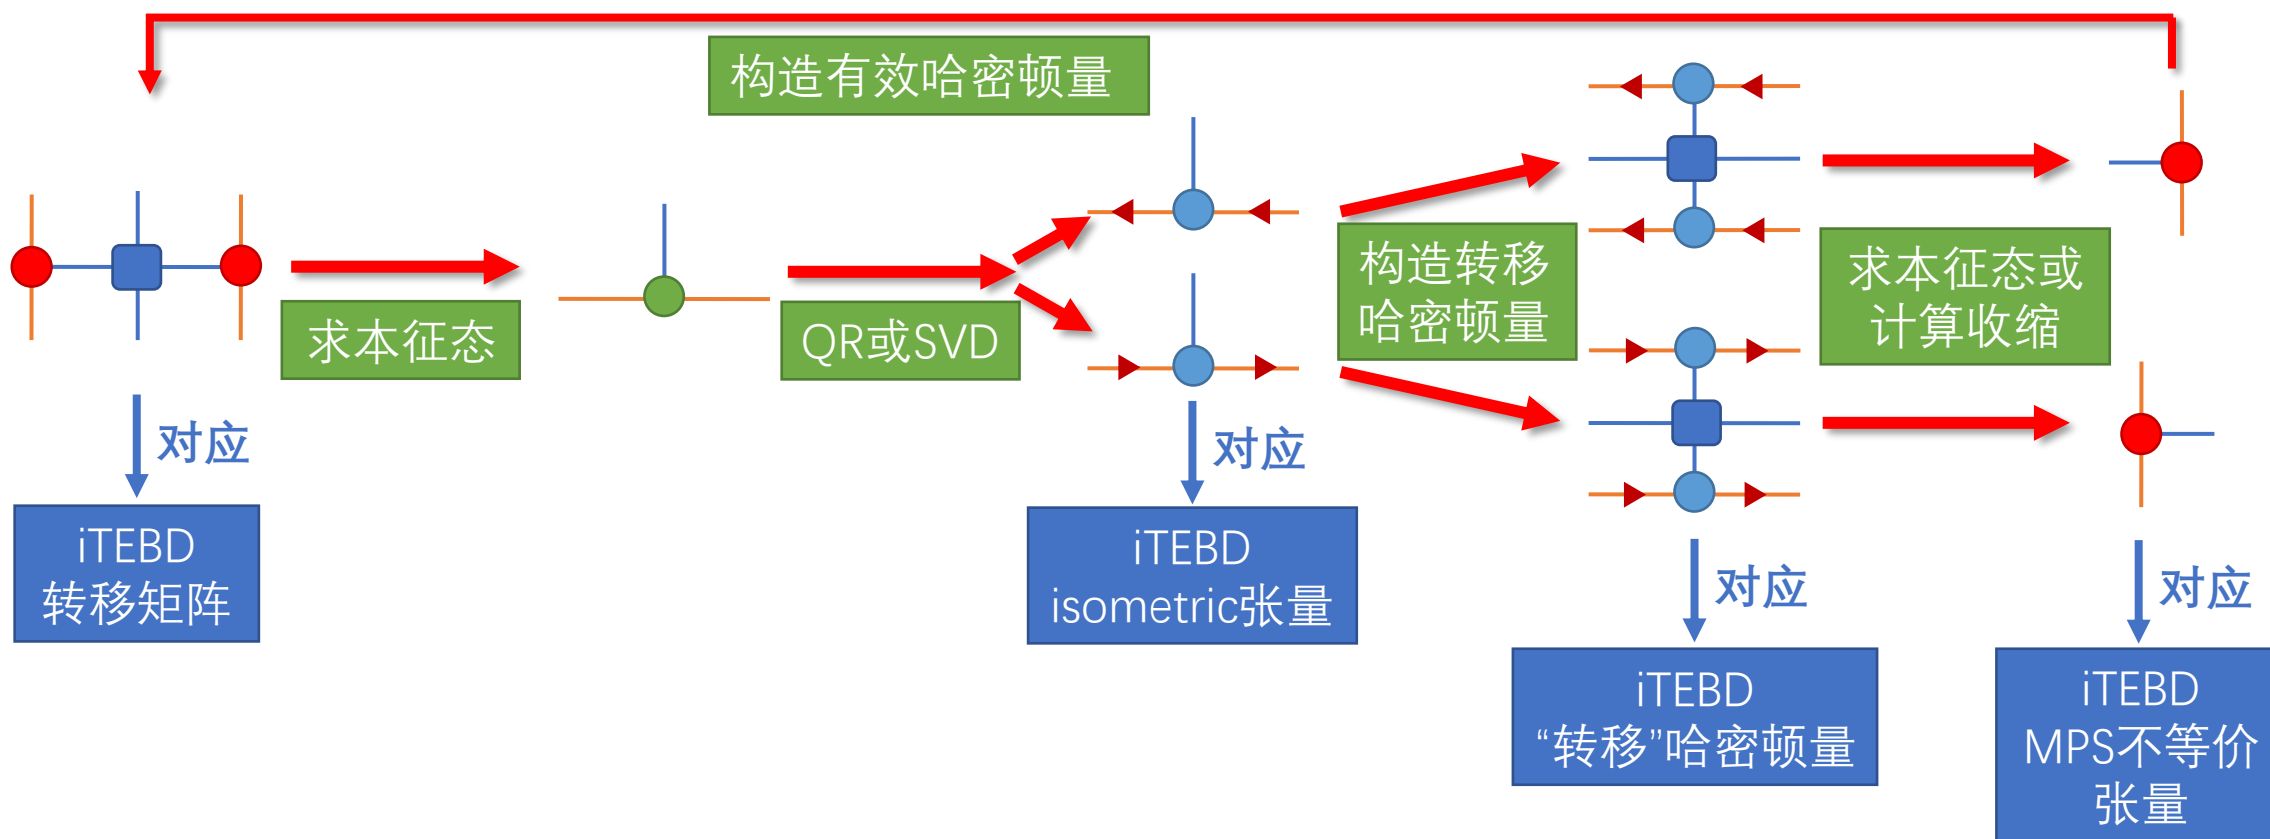 构造有效哈密顿量
求本征态
QR或SVD
构造转移
哈密顿量
求本征态或
计算收缩
对应
对应
对应
对应
iTEBD
转移矩阵
iTEBD
isometric张量
iTEBD
“转移”哈密顿量
iTEBD
MPS不等价
张量